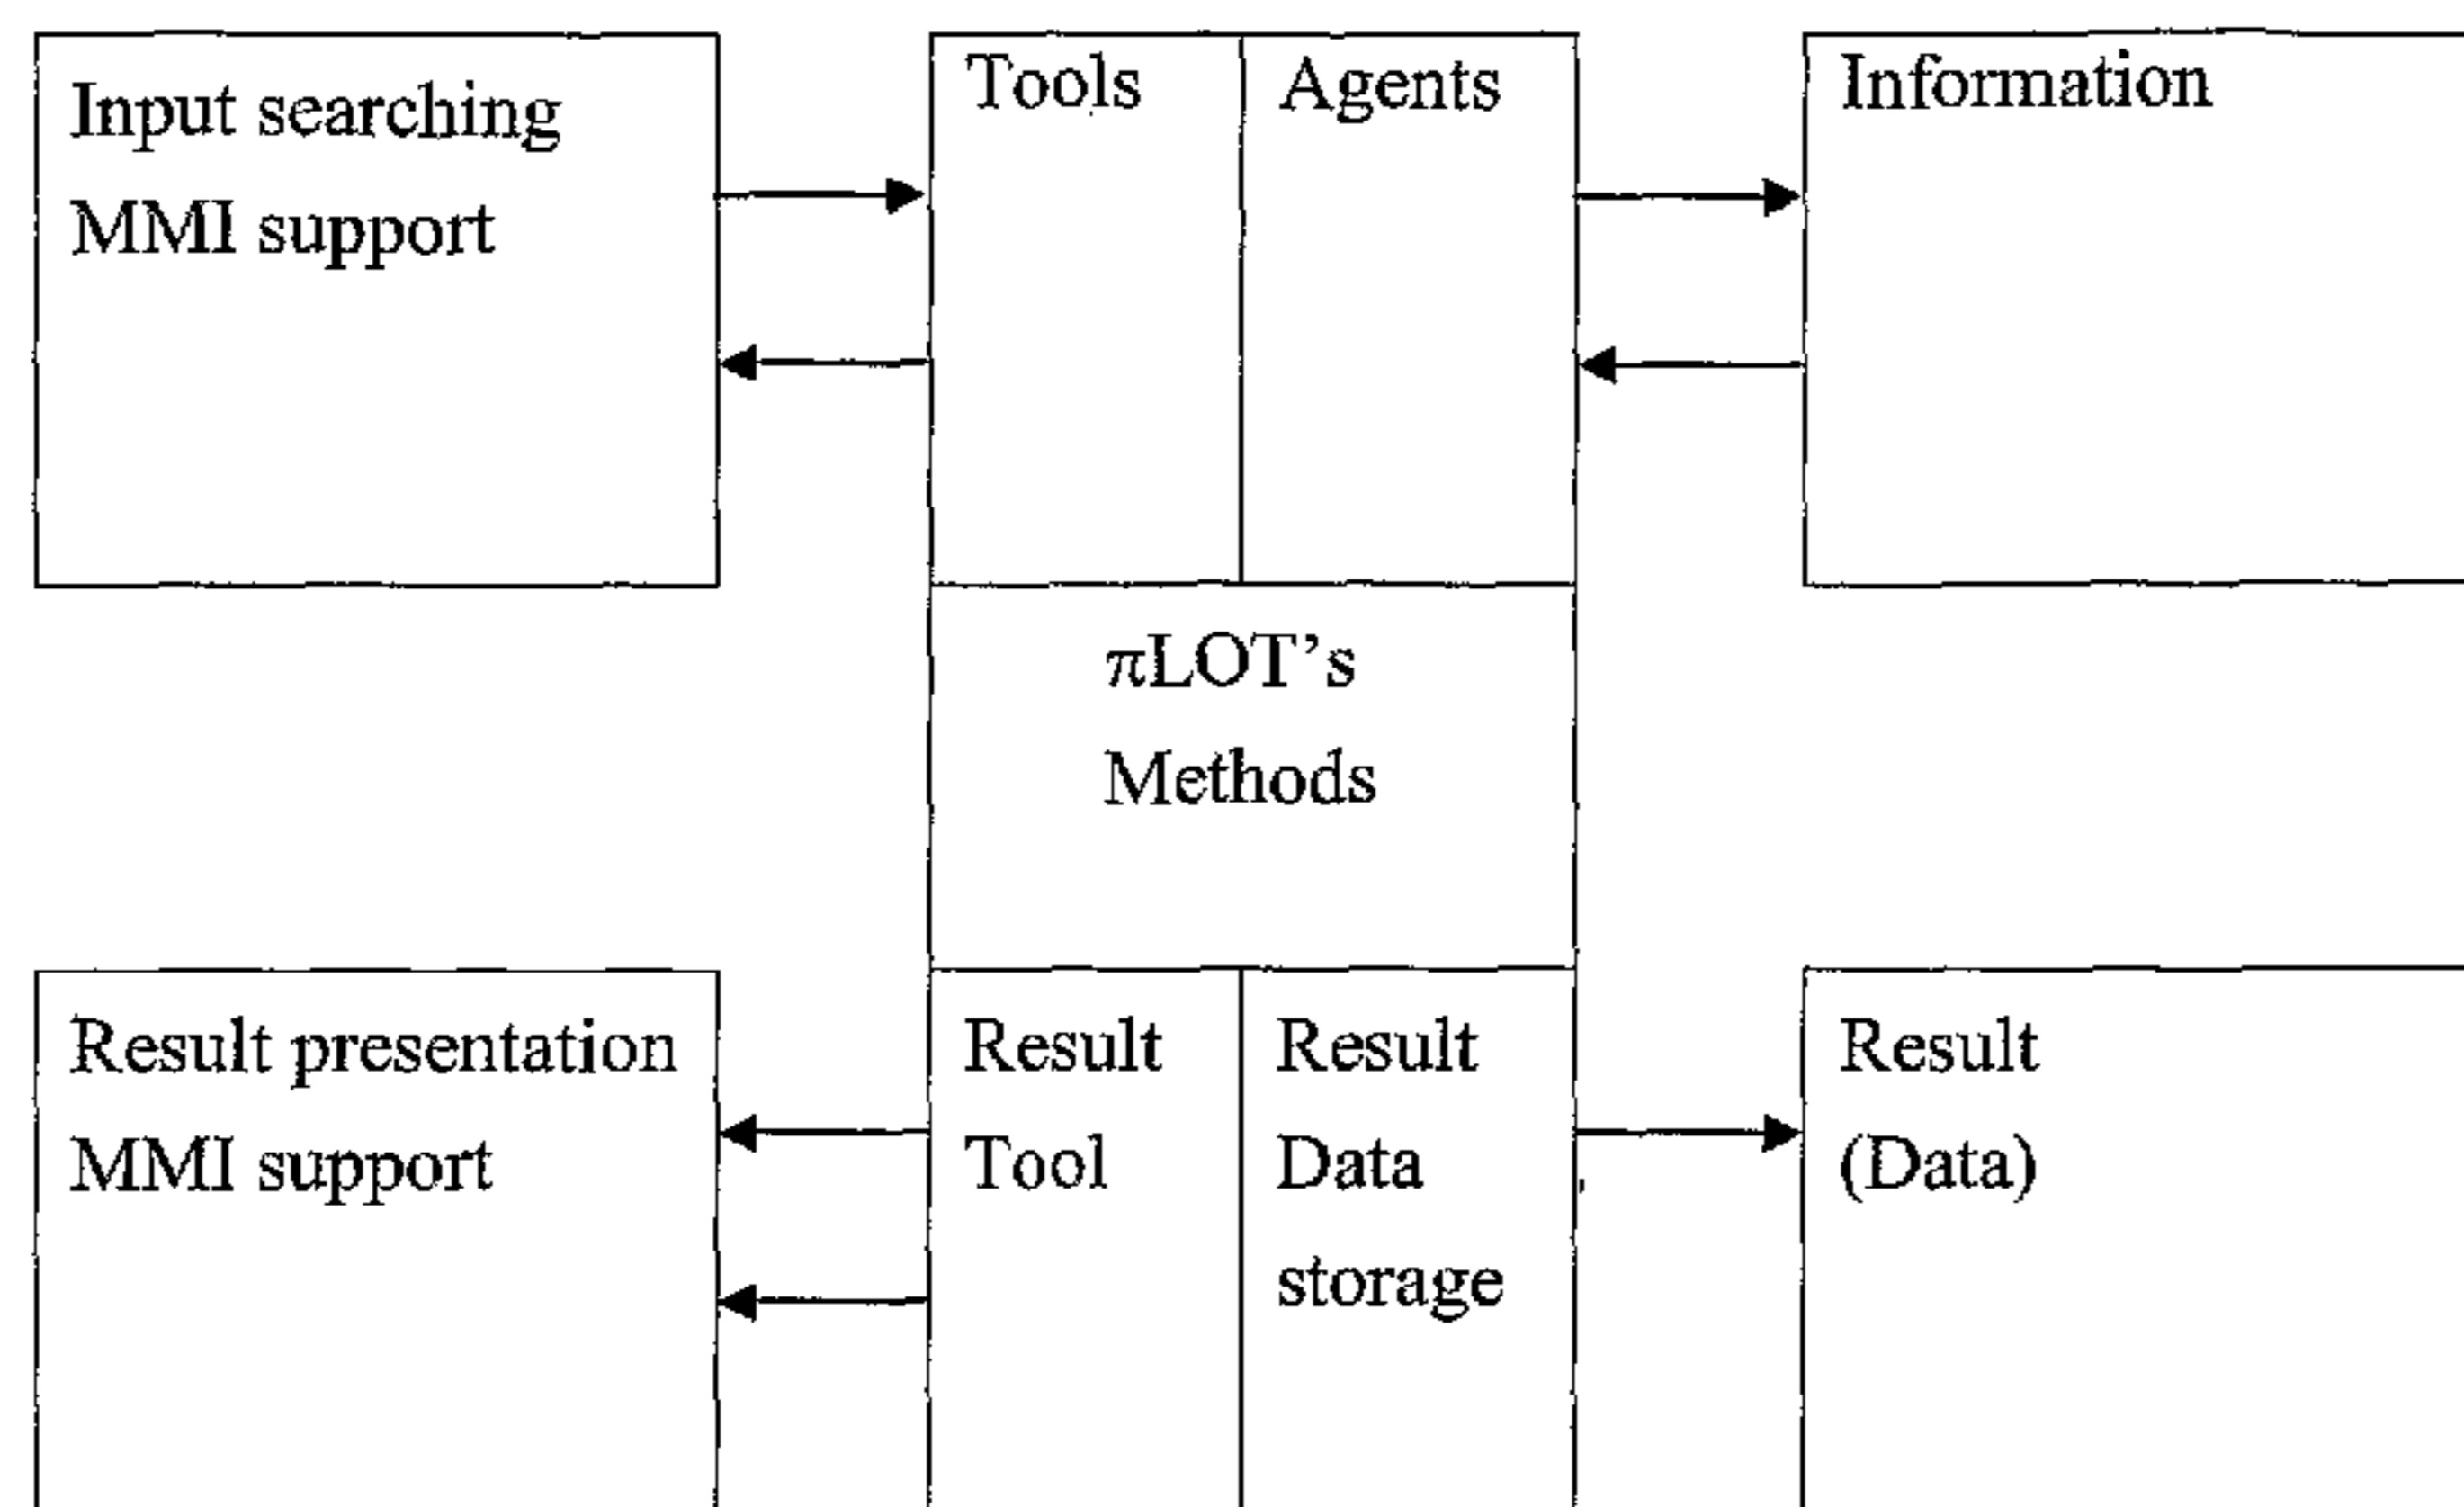 Input searching
MMI support
Tools
Agents
Information
πLOT’s
Methods
Result presentation
MMI support
Result
Tool
Result
Data
storage
Result
(Data)